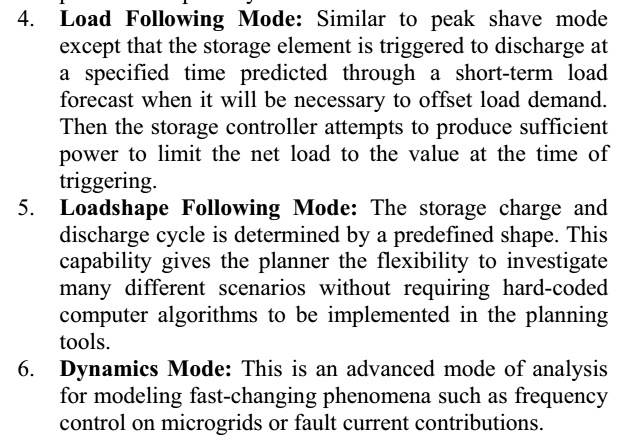 4. Load Following Mode: Similar to peak shave mode
except that the storage element is triggered to discharge at
a specified time predicted through a short-term load
forecast when it will be necessary to offset load demand.
Then the storage controller attempts to produce sufficient
power to limit the net load to the value at the time of
triggering.
5. Loadshape Following Mode: The storage charge and
discharge cycle is determined by a predefined shape. This
capability gives the planner the flexibility to investigate
many different scenarios without requiring hard-coded
computer algorithms to be implemented in the planning
tools.
6. Dynamics Mode: This is an advanced mode of analysis
for modeling fast-changing phenomena such as frequency
control on microgrids or fault current contributions.